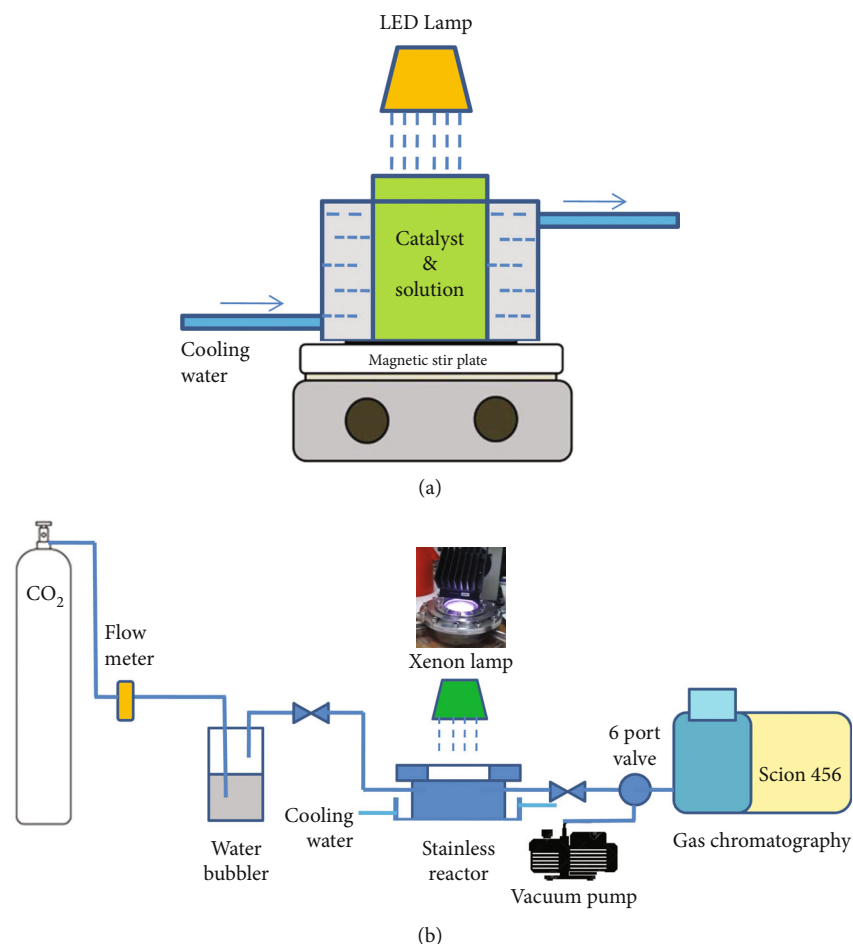 LED Lamp
Catalyst
&
solution
Cooling
water
Magnetic stir plate
(a)
CO₂
Flow
meter
Xenon lamp
6 port
valve
Scion 456
Cooling
water
Water
bubbler
Stainless
reactor
Gas chromatography
Vacuum pump
(b)